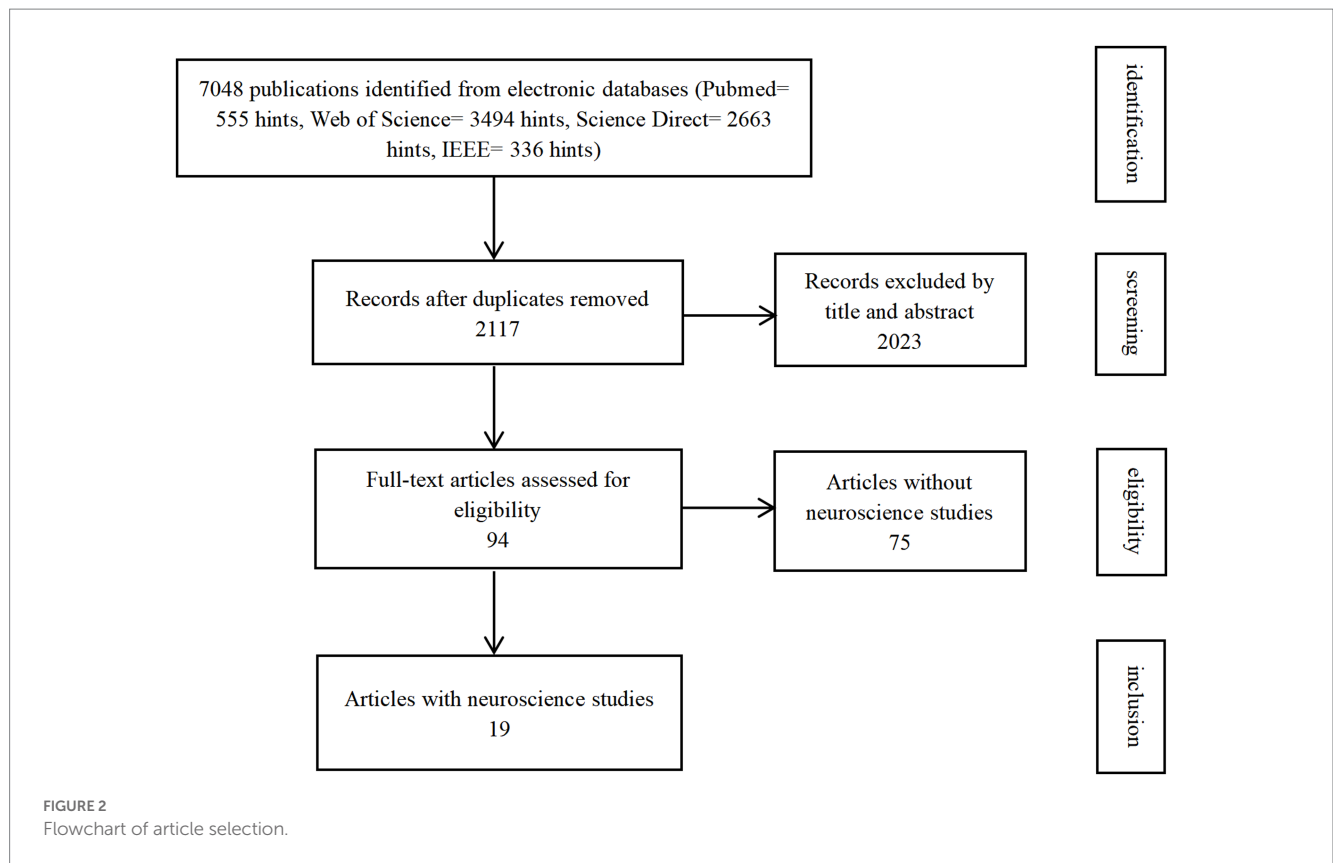 7048 publications identified from electronic databases (Pubmed=
555 hints, Web of Science= 3494 hints, Science Direct= 2663
hints, IEEE= 336 hints)
identification
Records after duplicates removed
2117
Records excluded by
title and abstract
2023
screening
Full-text articles assessed for
eligibility
94
Articles without
neuroscience studies
75
eligibility
Articles with neuroscience studies
19
inclusion
FIGURE 2
Flowchart of article selection.